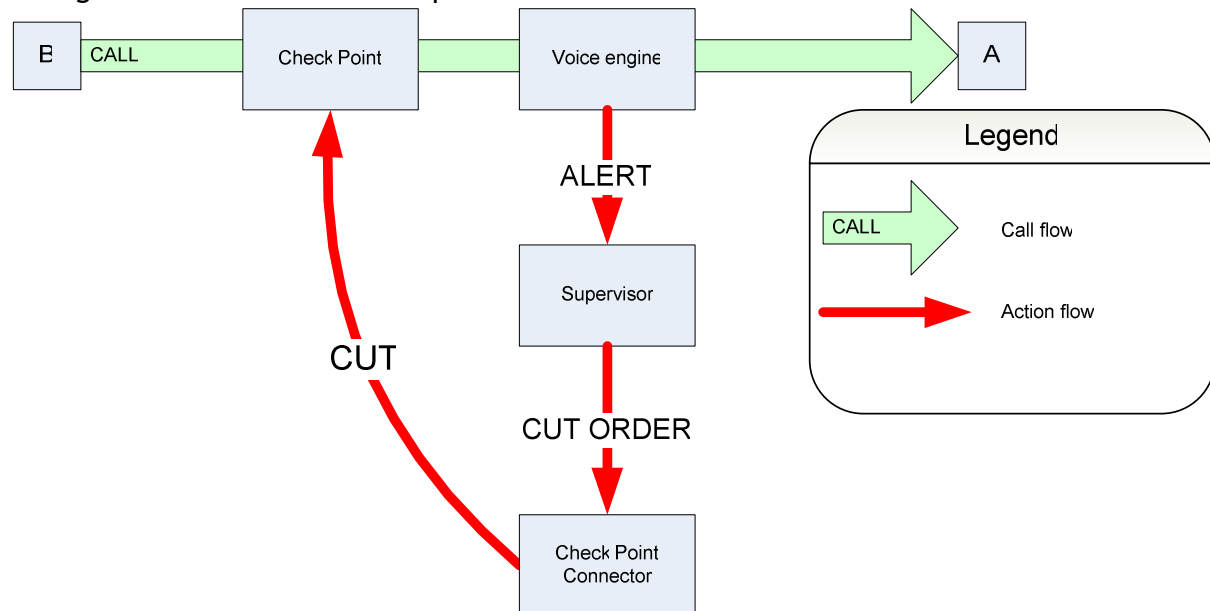 B
CALL
Check Point
Voice engine
A
Legend
ALERT
CALL
Call flow
Supervisor
Action flow
CUT
CUT ORDER
Check Point
Connector